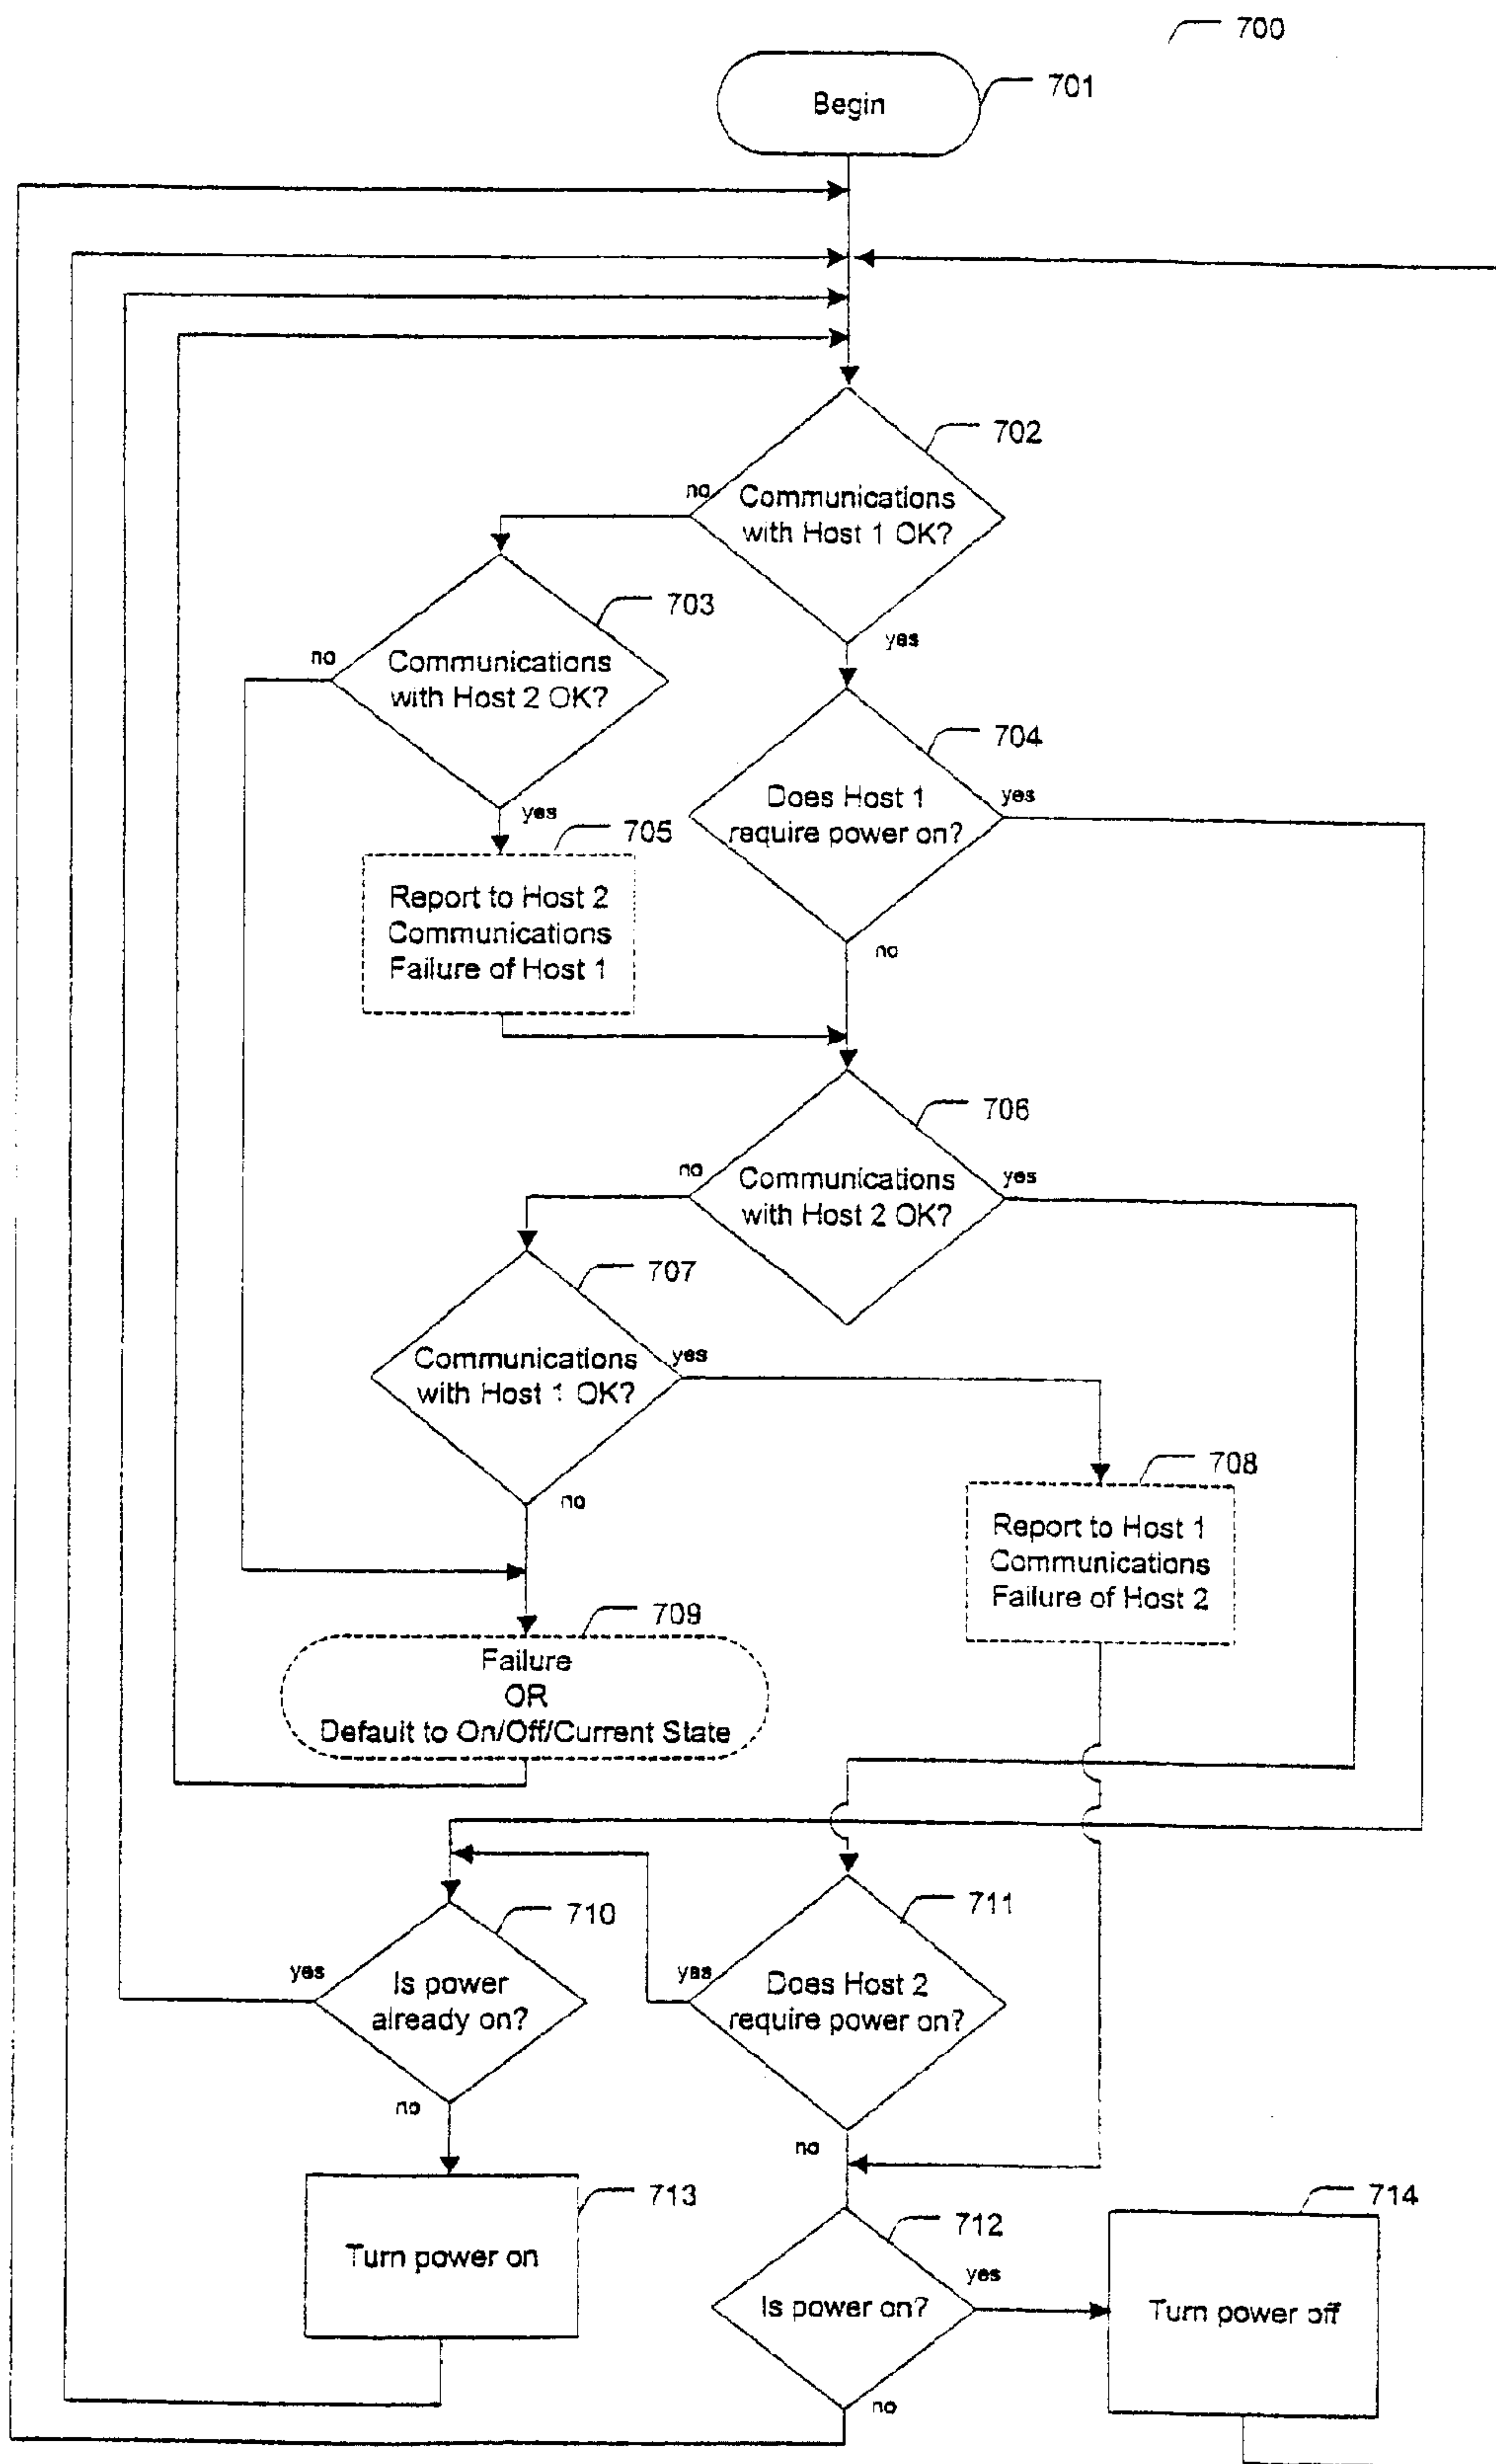 700
Begin
701
702
no
Communications
with Host 1 OK?
yes
703
no
Communications
with Host 2 OK?
yes
704
Does Host 1
require power on?
yes
no
705
Report to Host 2
Communications
Failure of Host 1
706
no
Communications
with Host 2 OK?
yes
707
Communications
with Host 1 OK?
yes
no
708
Report to Host 1
Communications
Failure of Host 2
709
Failure
OR
Default to On/Off/Current State
710
yes
Is power
already on?
no
711
yes
Does Host 2
require power on?
no
713
Turn power on
712
Is power on?
yes
no
714
Turn power off